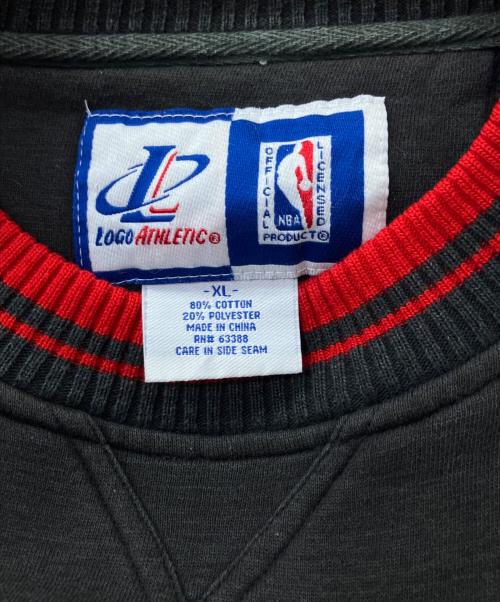 LOGO ATHLETIC®
OFFICIAL
LICENSED
NBA
PRODUCT®
-XL-
80% COTTON
20% POLYESTER
MADE IN CHINA
RN# 63388
CARE IN SIDE SEAM